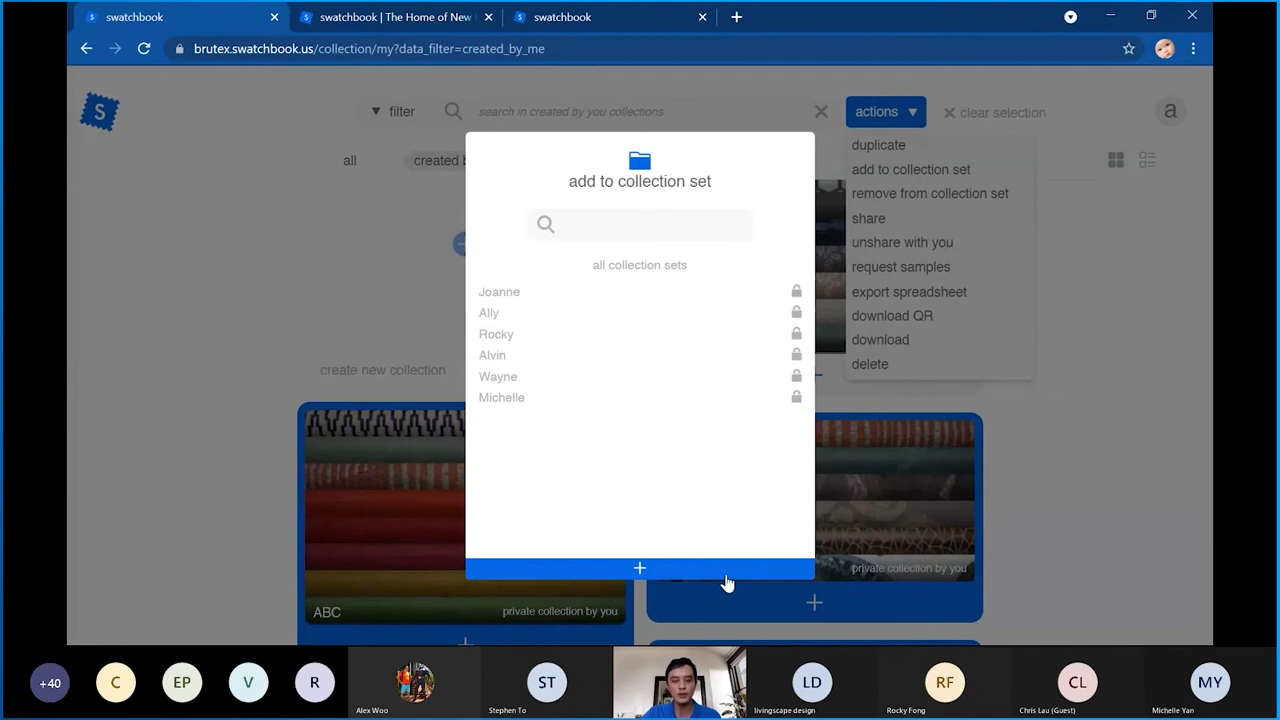 swatchbook
swatchbook | The Home of New
swatchbook
brutex.swatchbook.us/collection/my?data_filter=created_by_me
S
filter
search in created by you collections
actions
clear selection
a
all
created b
duplicate
add to collection set
remove from collection set
share
unshare with you
request samples
export spreadsheet
download QR
download
delete
add to collection set
all collection sets
Joanne
Ally
Rocky
Alvin
Wayne
Michelle
create new collection
private collection by you
ABC
private collection by you
+40
C
EP
V
R
Alex Woo
ST
Stephen To
LD
livingscape design
RF
Rocky Fong
CL
Chris Lau (Guest)
MY
Michelle Yan